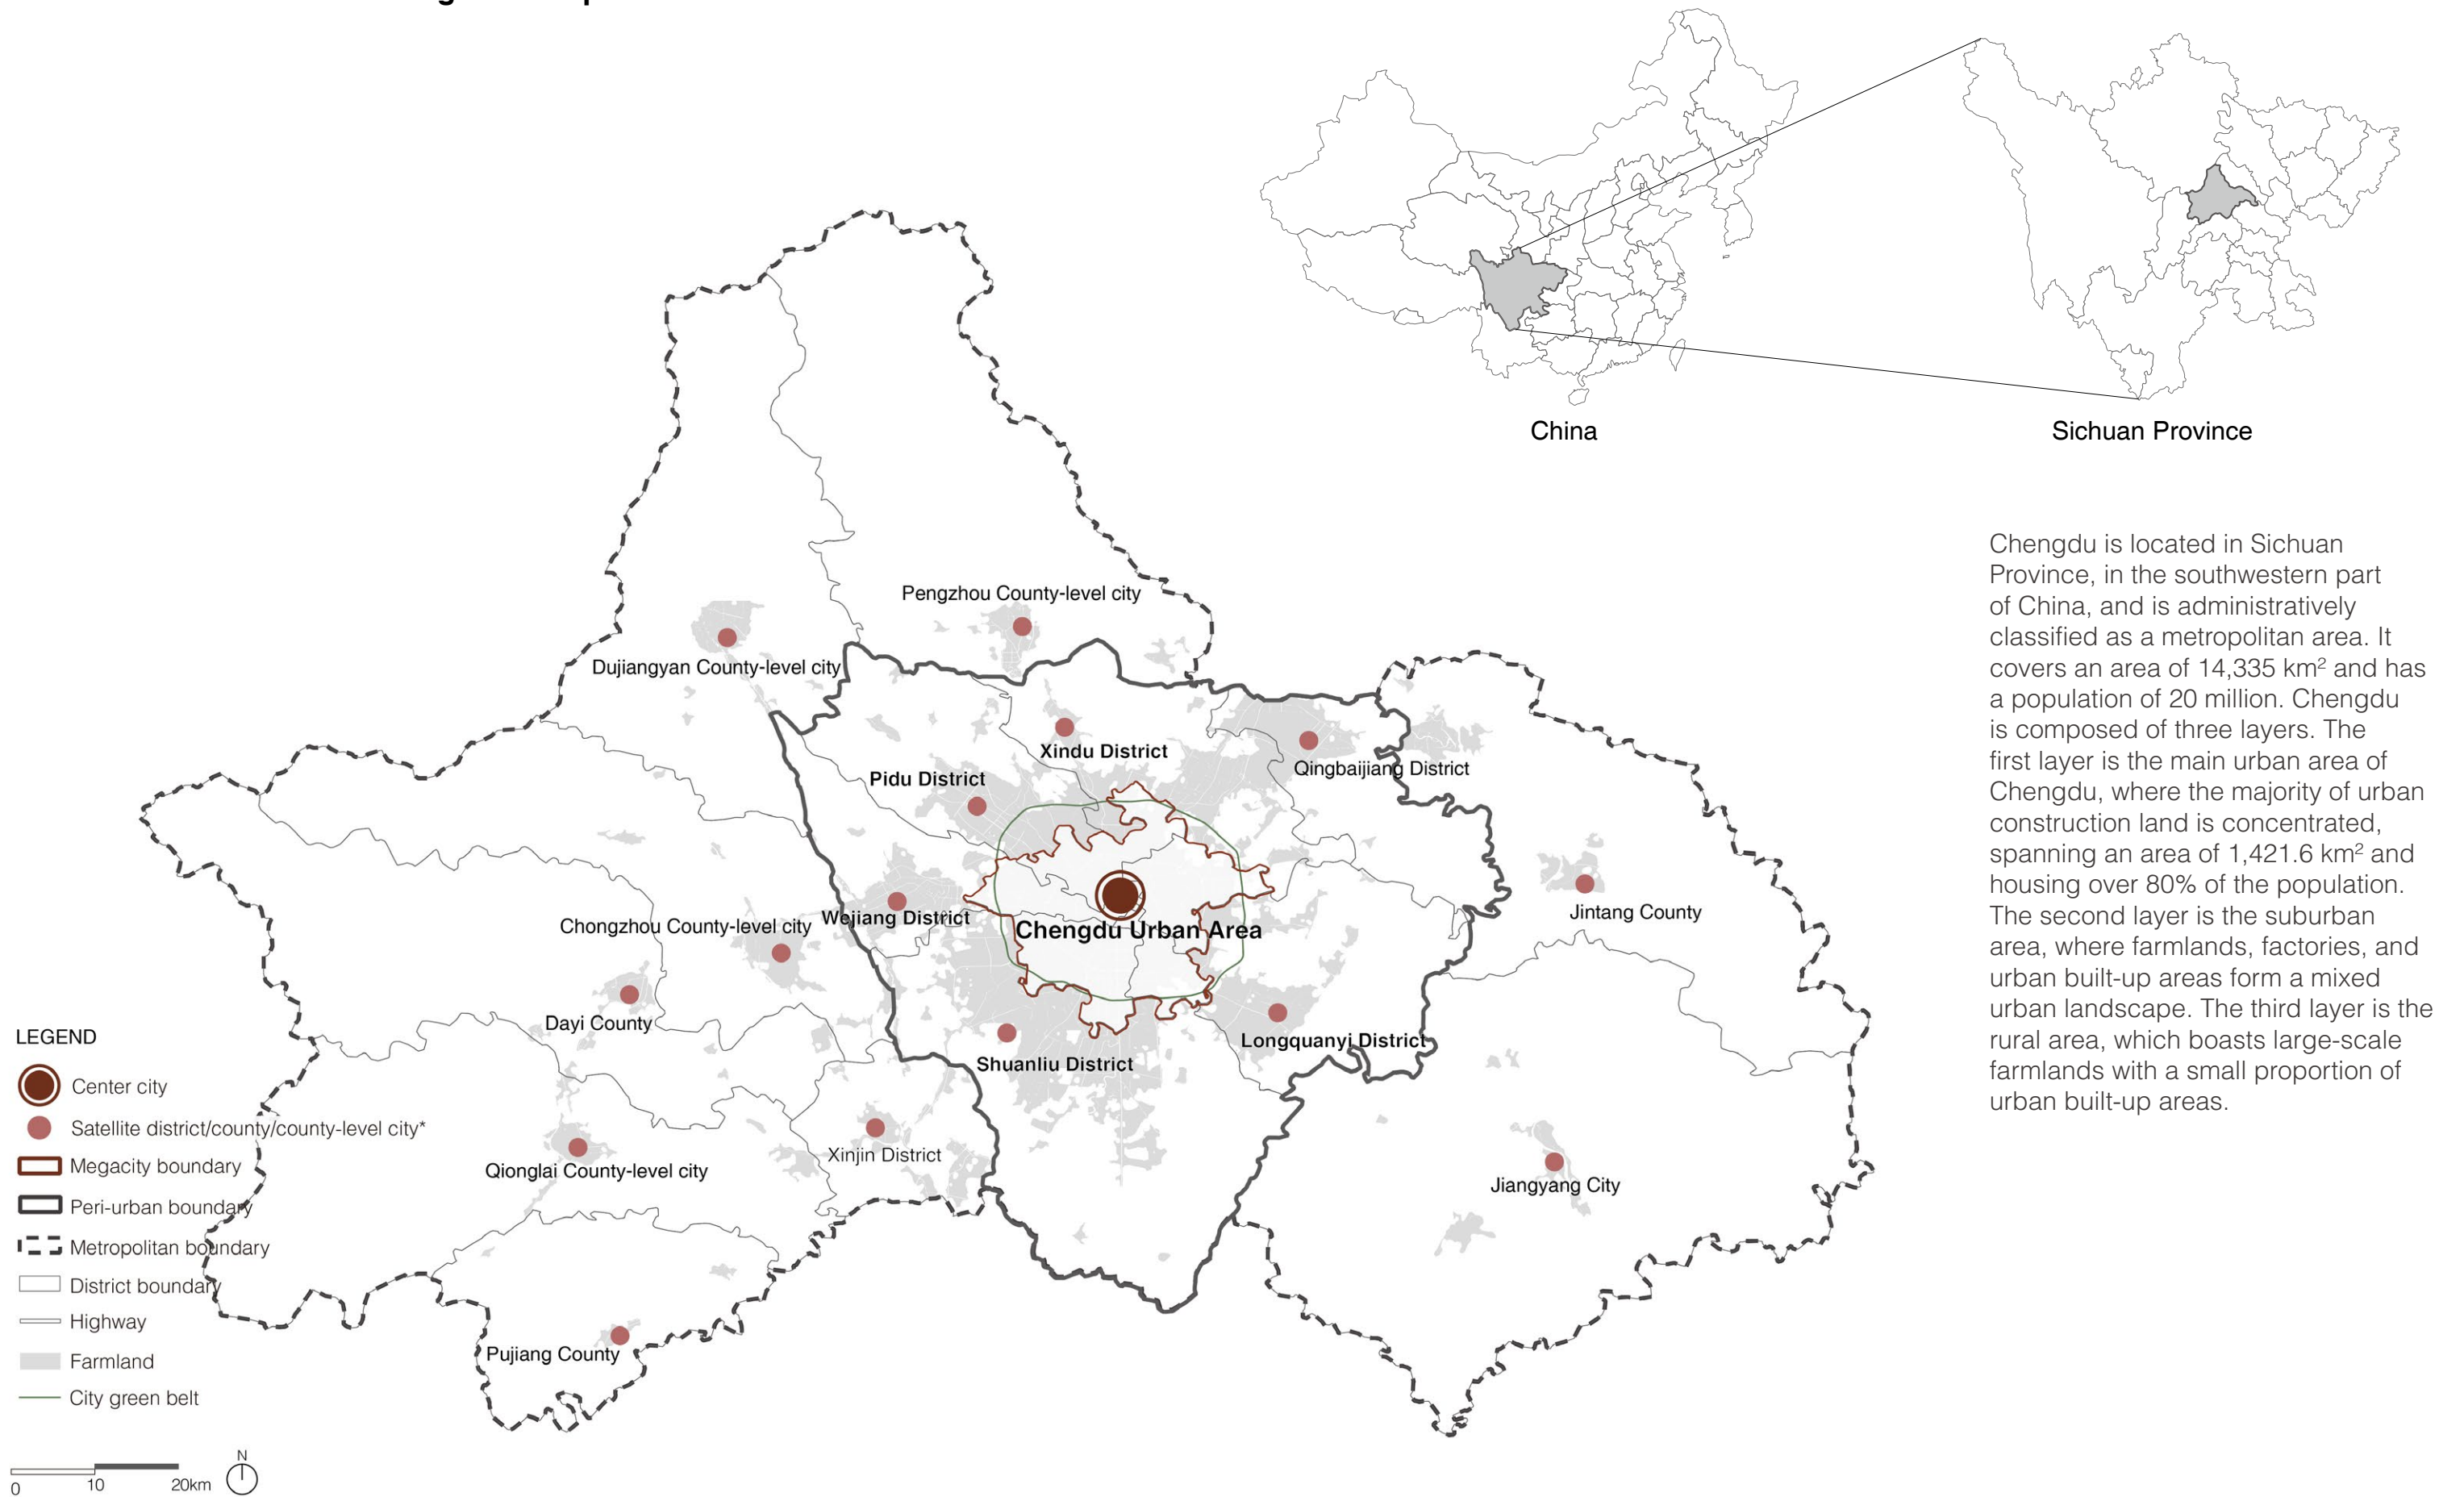 China
Sichuan Province
Chengdu is located in Sichuan
Province, in the southwestern part
of China, and is administratively
classified as a metropolitan area. It
covers an area of 14,335 km² and has
a population of 20 million. Chengdu
is composed of three layers. The
first layer is the main urban area of
Chengdu, where the majority of urban
construction land is concentrated,
spanning an area of 1,421.6 km² and
housing over 80% of the population.
The second layer is the suburban
area, where farmlands, factories, and
urban built-up areas form a mixed
urban landscape. The third layer is the
rural area, which boasts large-scale
farmlands with a small proportion of
urban built-up areas.
Pengzhou County-level city
Dujiangyan County-level city
Xindu District
Qingbaijiang District
Pidu District
Jintang County
Wejiang District
Chongzhou County-level city
Chengdu Urban Area
Dayi County
Longquanyi District
Shuanliu District
Xinjin District
Qionglai County-level city
Jiangyang City
Pujiang County
LEGEND
Center city
Satellite district/county/county-level city*
Megacity boundary
Peri-urban boundary
Metropolitan boundary
District boundary
Highway
Farmland
City green belt
0
10
20km
N